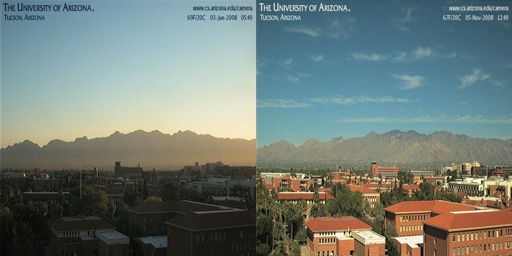 THE UNIVERSITY OF ARIZONA.
TUCSON, ARIZONA
www.cs.arizona.edu/camera
69F/20C 03-Jun-2008 05:49
THE UNIVERSITY OF ARIZONA.
TUCSON, ARIZONA
www.cs.arizona.edu/camera
67F/20C 05-Nov-2008 12:49